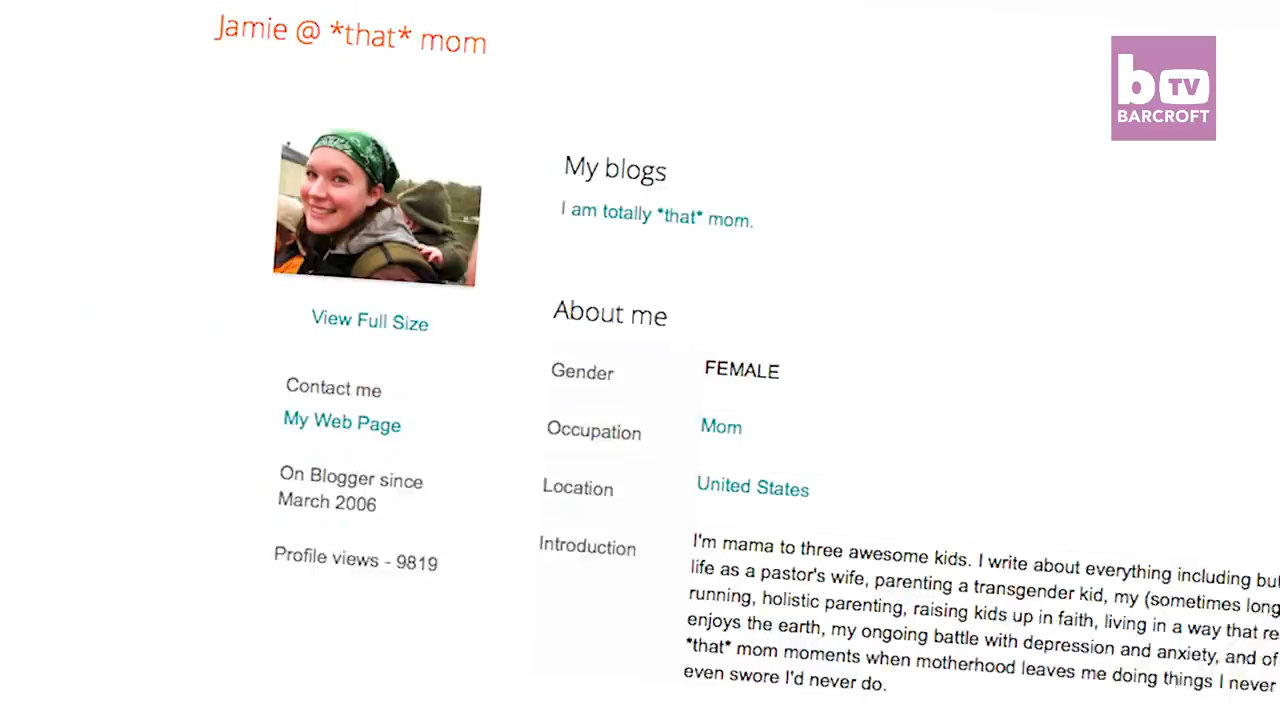 Jamie @ *that* mom
b TV
BARCROFT
My blogs
I am totally *that* mom.
View Full Size
About me
Gender FEMALE
Contact me
My Web Page
Occupation Mom
On Blogger since
March 2006
Location United States
Profile views - 9819
Introduction I'm mama to three awesome kids. I write about everything including but
life as a pastor's wife, parenting a transgender kid, my (sometimes long
running, holistic parenting, raising kids up in faith, living in a way that
enjoys the earth, my ongoing battle with depression and anxiety, and of
*that* mom moments when motherhood leaves me doing things I never
even swore I'd never do.